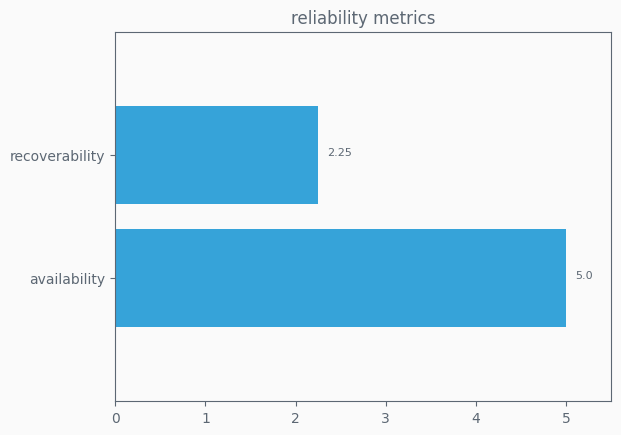 reliability metrics
recoverability
2.25
availability
5.0
0 1 2 3 4 5